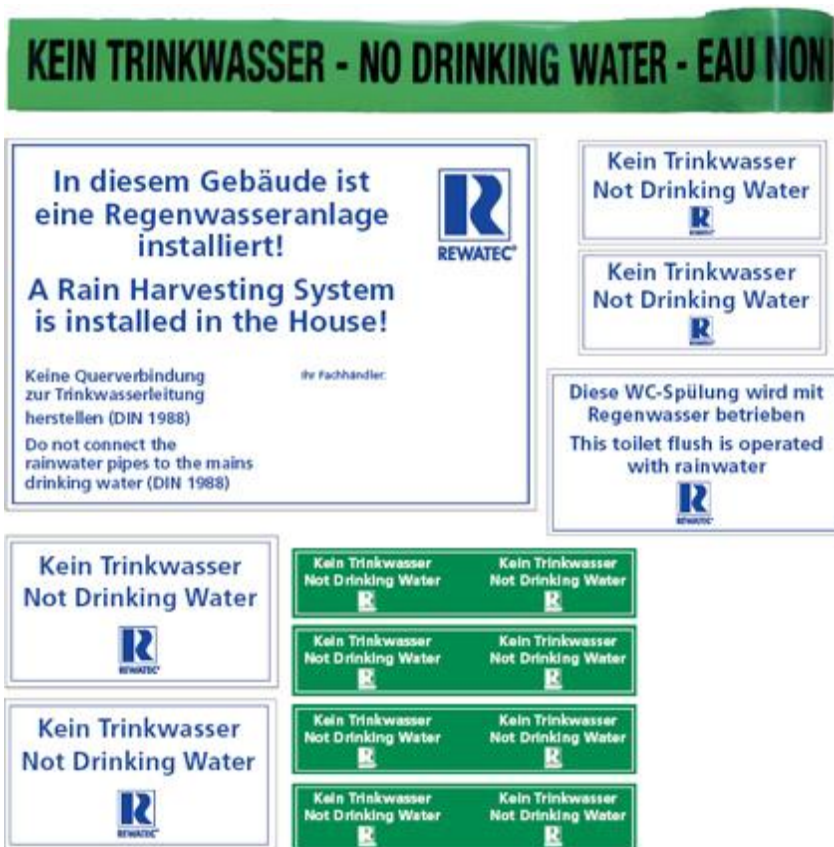 KEIN TRINKWASSER - NO DRINKING WATER - EAU NON
In diesem Gebäude ist
eine Regenwasseranlage
installiert!
A Rain Harvesting System
is installed in the House!
REWATEC®
Keine Querverbindung
zur Trinkwasserleitung
herstellen (DIN 1988)
Do not connect the
rainwater pipes to the mains
drinking water (DIN 1988)
Ihr Fachhändler:
Kein Trinkwasser
Not Drinking Water
R
Kein Trinkwasser
Not Drinking Water
R
Diese WC-Spülung wird mit
Regenwasser betrieben
This toilet flush is operated
with rainwater
REWATEC®
Kein Trinkwasser
Not Drinking Water
REWATEC®
Kein Trinkwasser
Not Drinking Water
REWATEC®
Kein Trinkwasser Kein Trinkwasser
Not Drinking Water Not Drinking Water
R R
Kein Trinkwasser Kein Trinkwasser
Not Drinking Water Not Drinking Water
R R
Kein Trinkwasser Kein Trinkwasser
Not Drinking Water Not Drinking Water
R R
Kein Trinkwasser Kein Trinkwasser
Not Drinking Water Not Drinking Water
R R